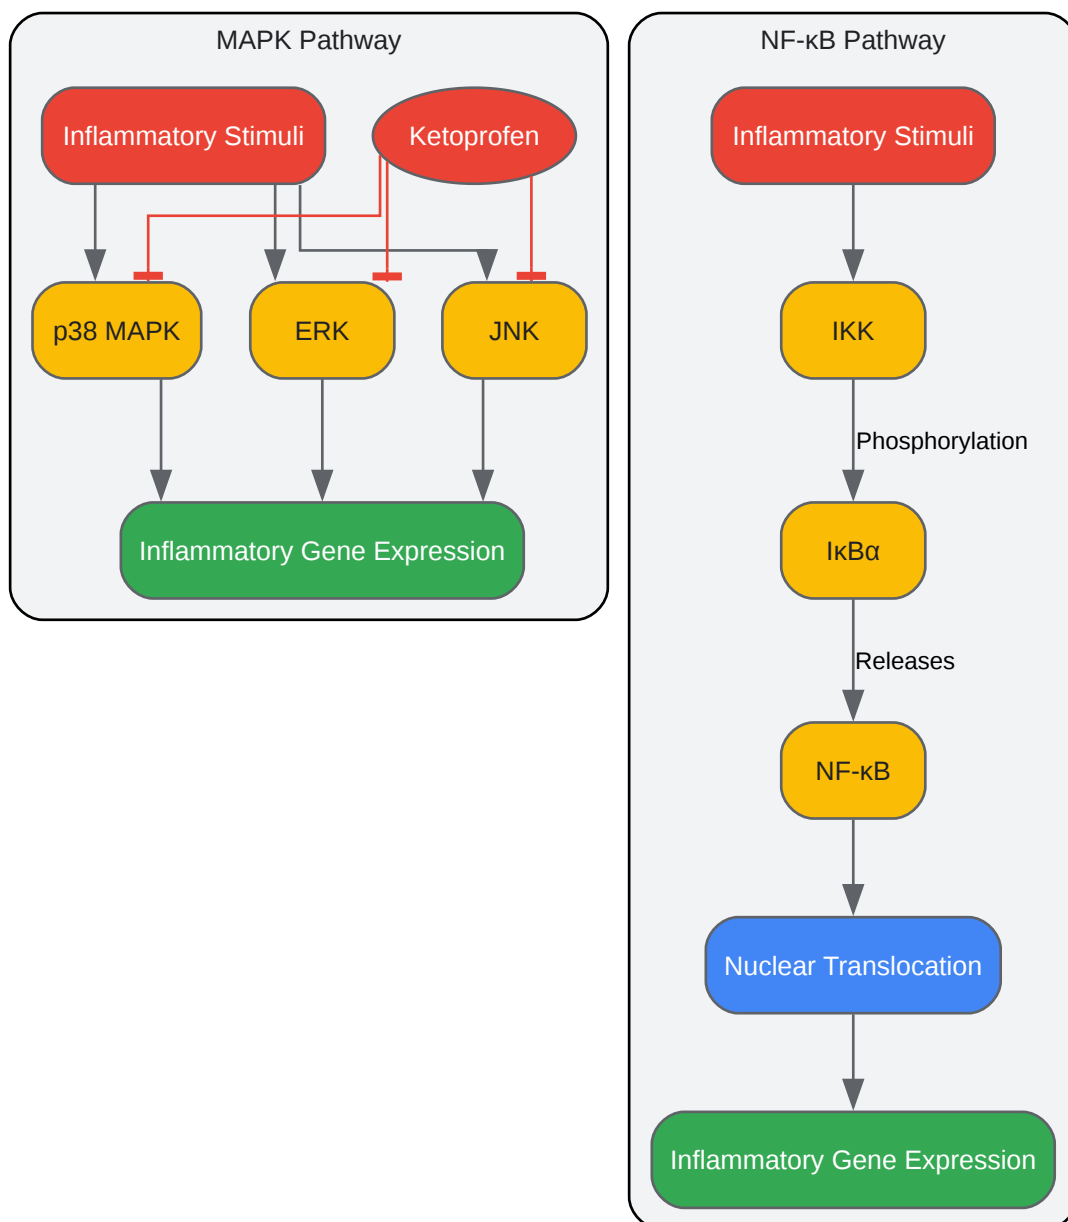 MAPK Pathway
Inflammatory Stimuli
Ketoprofen
p38 MAPK
ERK
JNK
Inflammatory Gene Expression
NF-κB Pathway
Inflammatory Stimuli
IKK
Phosphorylation
IκBα
Releases
NF-κB
Nuclear Translocation
Inflammatory Gene Expression